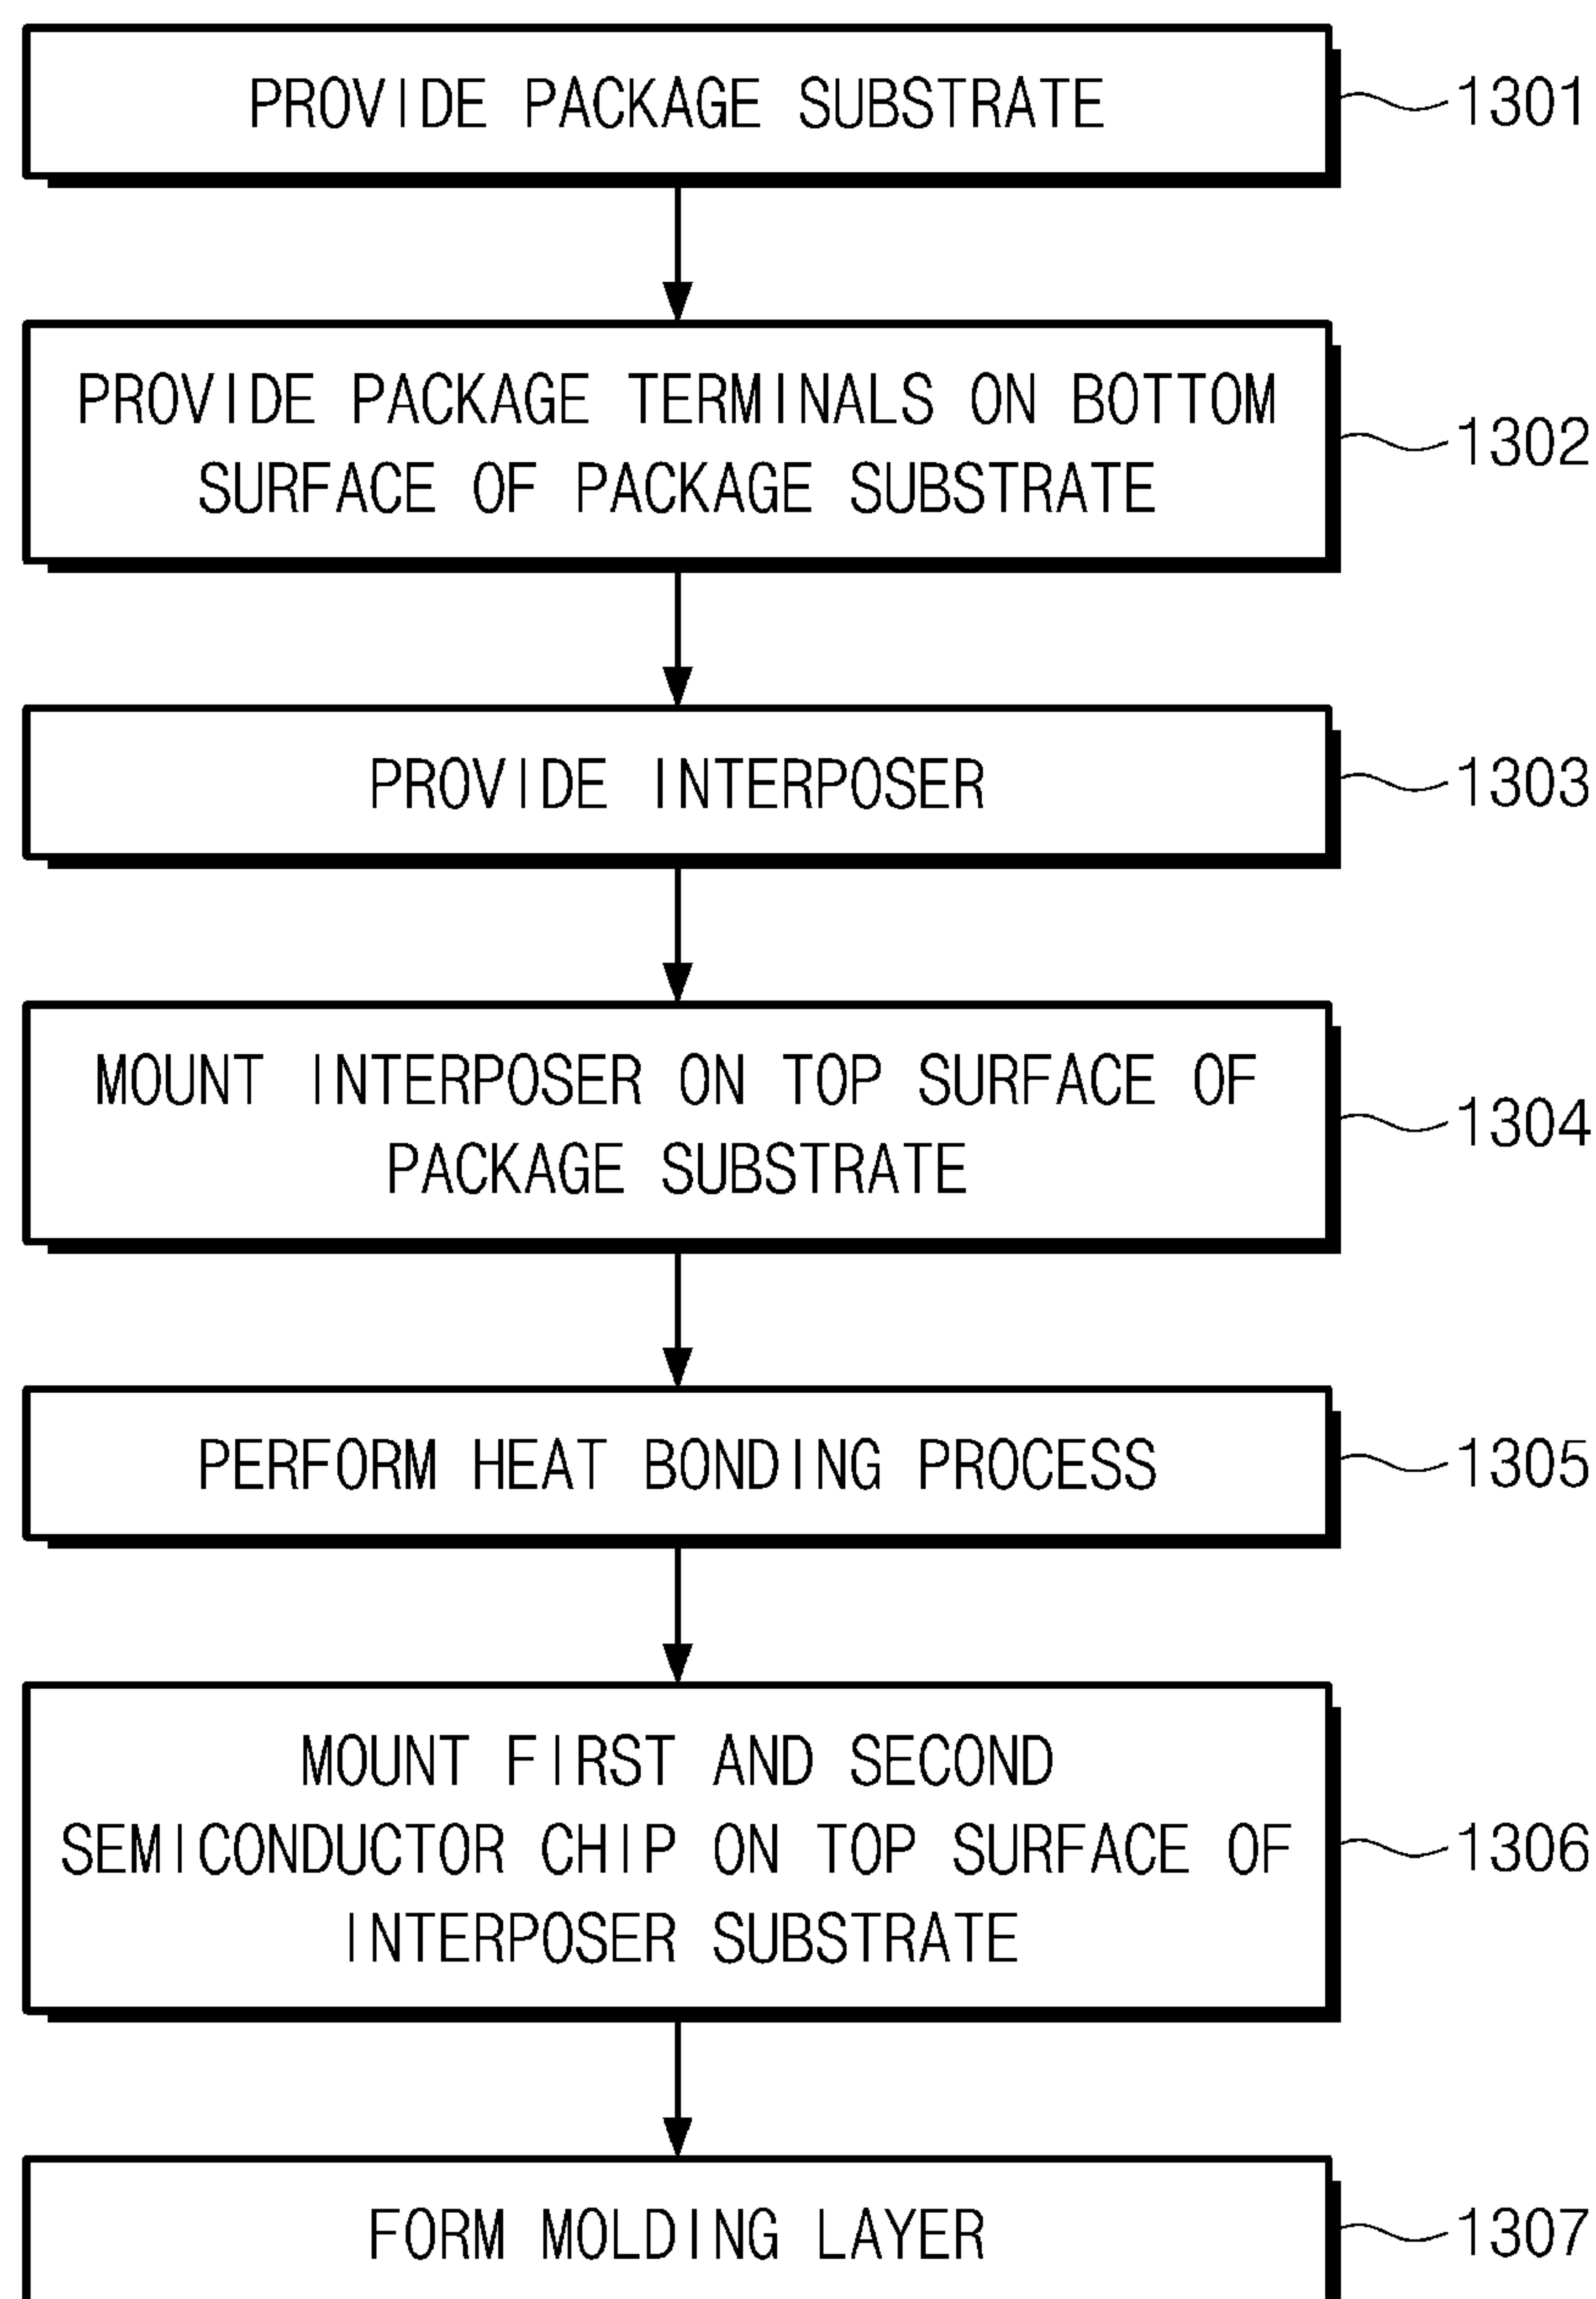 PROVIDE PACKAGE SUBSTRATE
1301
PROVIDE PACKAGE TERMINALS ON BOTTOM
SURFACE OF PACKAGE SUBSTRATE
1302
PROVIDE INTERPOSER
1303
MOUNT INTERPOSER ON TOP SURFACE OF
PACKAGE SUBSTRATE
1304
PERFORM HEAT BONDING PROCESS
1305
MOUNT FIRST AND SECOND
SEMICONDUCTOR CHIP ON TOP SURFACE OF
INTERPOSER SUBSTRATE
1306
FORM MOLDING LAYER
1307